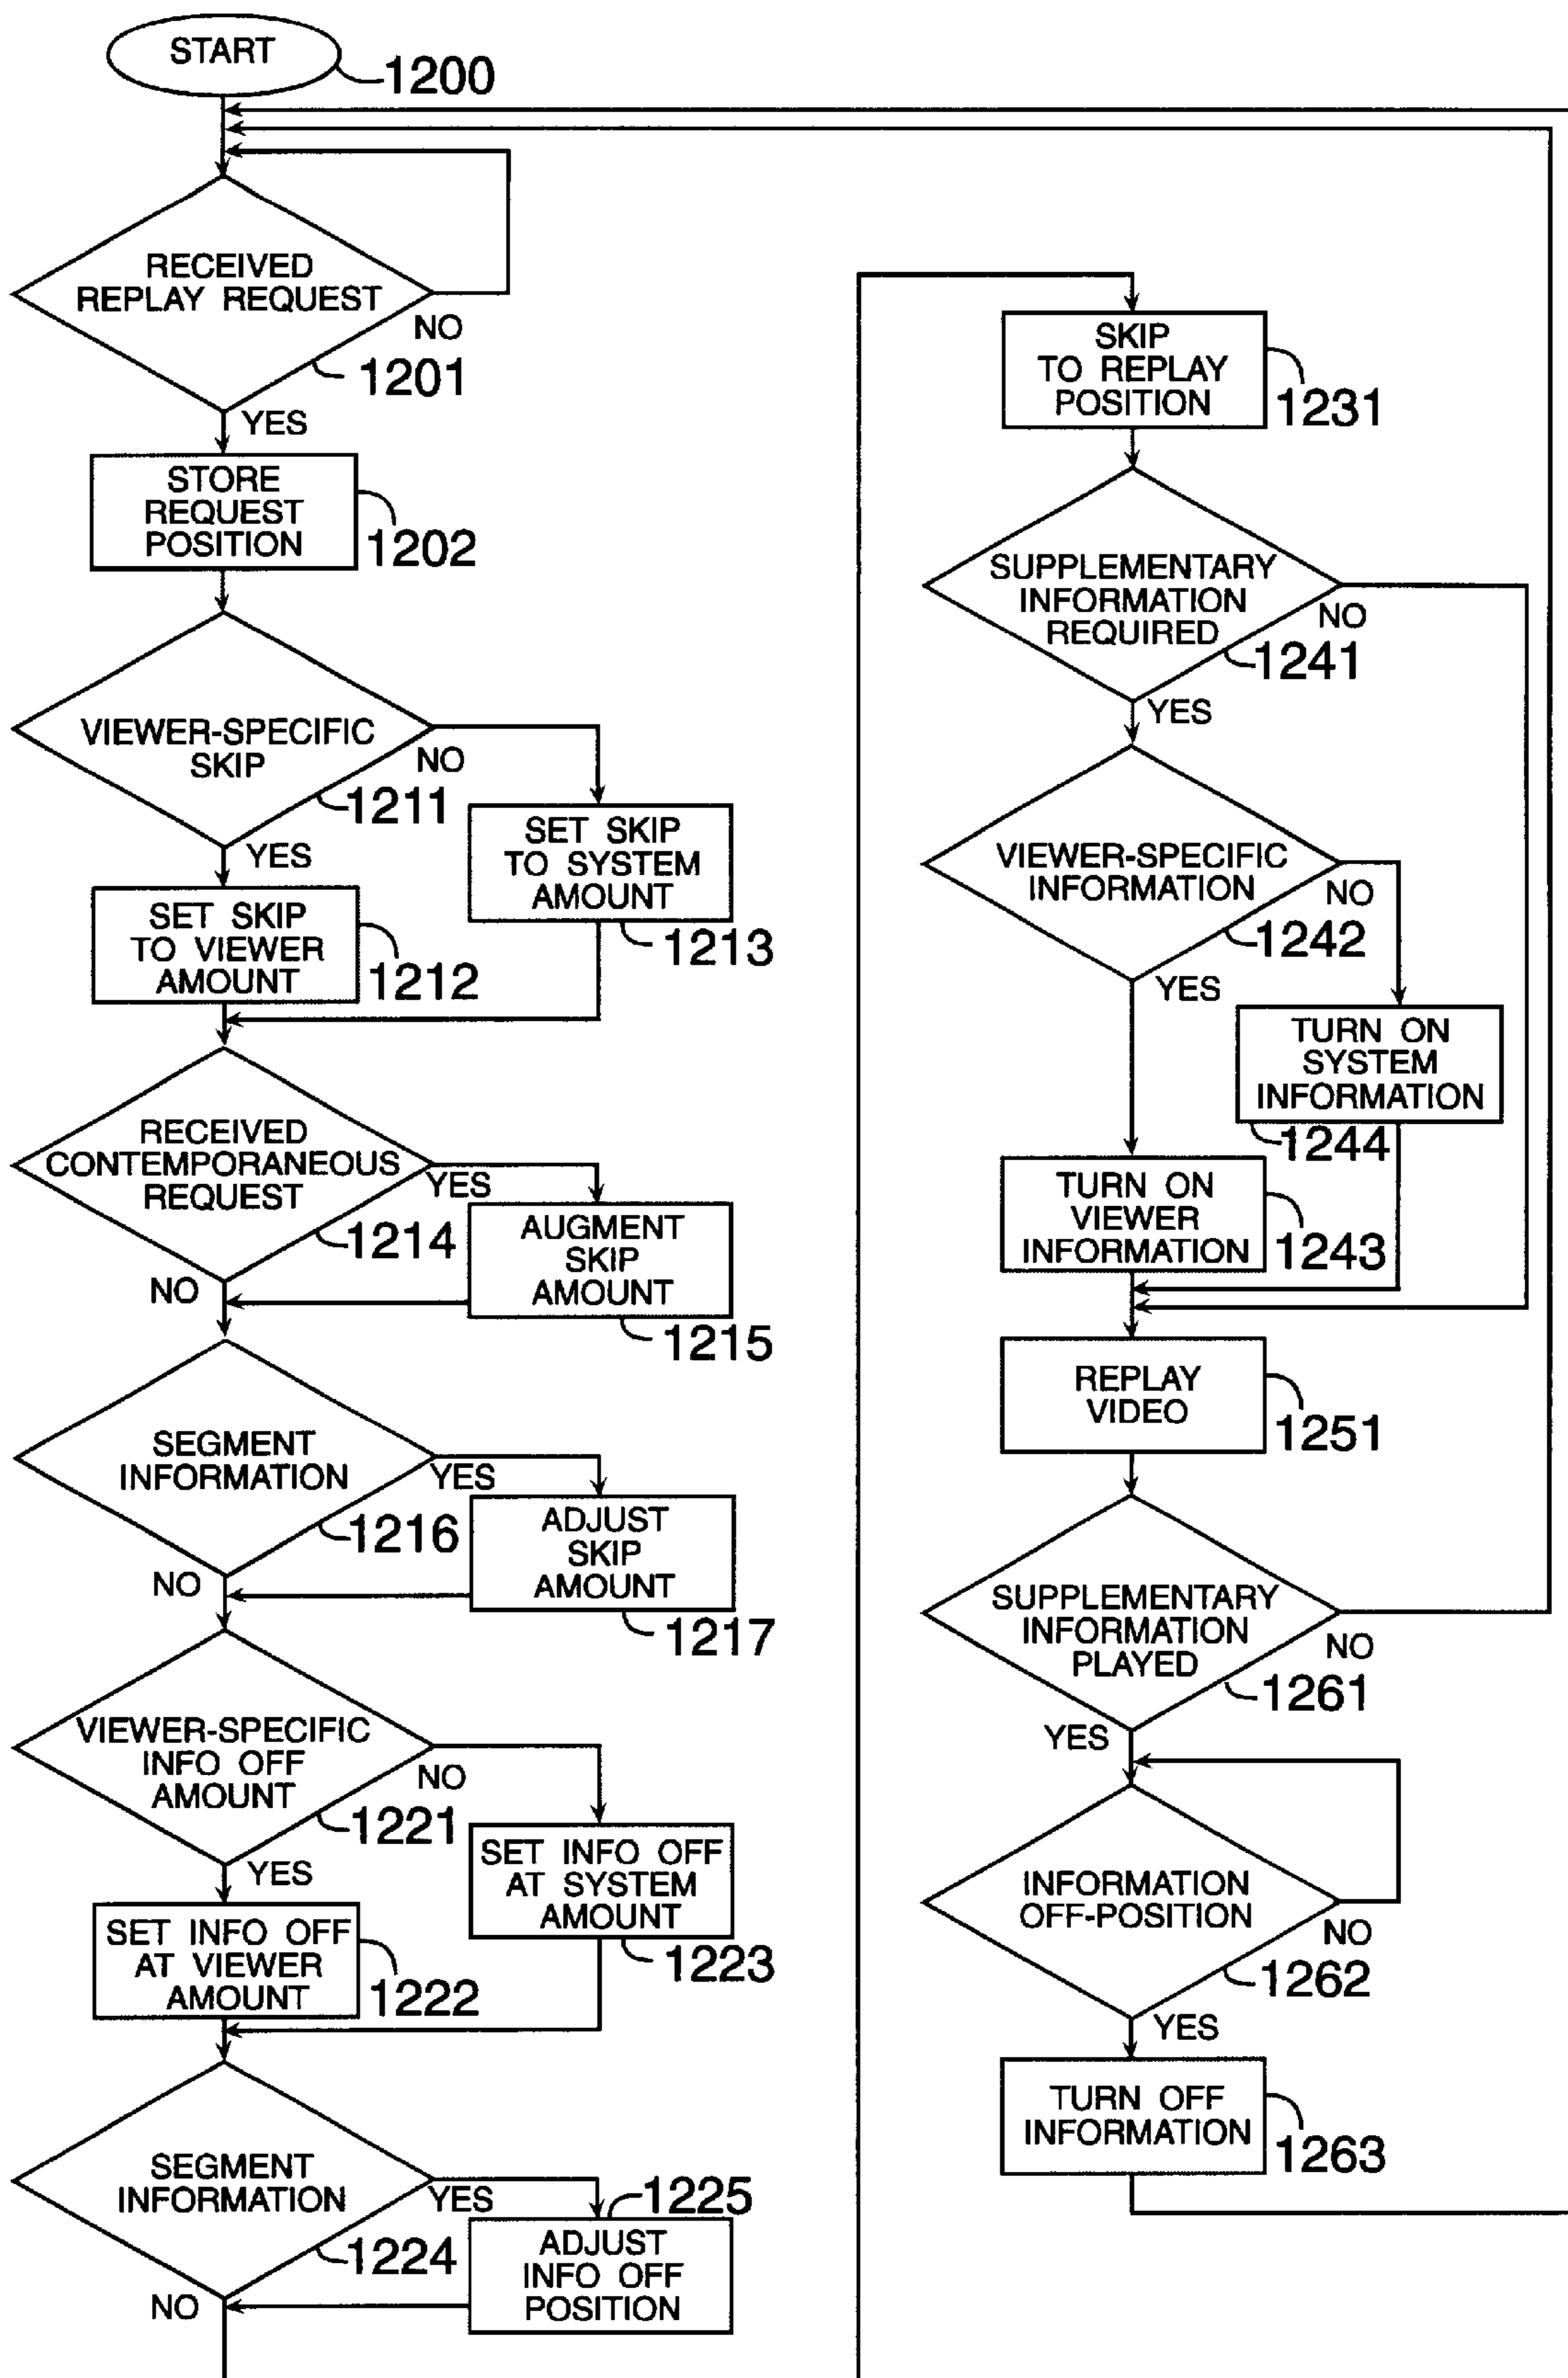 START
1200
RECEIVED
REPLAY REQUEST
NO
1201
YES
STORE
REQUEST
POSITION
1202
VIEWER-SPECIFIC
SKIP
NO
1211
YES
SET SKIP
TO SYSTEM
AMOUNT
1213
SET SKIP
TO VIEWER
AMOUNT
1212
RECEIVED
CONTEMPORANEOUS
REQUEST
YES
1214
NO
AUGMENT
SKIP
AMOUNT
1215
SEGMENT
INFORMATION
YES
1216
NO
ADJUST
SKIP
AMOUNT
1217
VIEWER-SPECIFIC
INFO OFF
AMOUNT
NO
1221
YES
SET INFO OFF
AT SYSTEM
AMOUNT
1223
SET INFO OFF
AT VIEWER
AMOUNT
1222
SEGMENT
INFORMATION
YES
1224
NO
1225
ADJUST
INFO OFF
POSITION
SKIP
TO REPLAY
POSITION
1231
SUPPLEMENTARY
INFORMATION
REQUIRED
NO
1241
YES
VIEWER-SPECIFIC
INFORMATION
NO
1242
YES
TURN ON
SYSTEM
INFORMATION
1244
TURN ON
VIEWER
INFORMATION
1243
REPLAY
VIDEO
1251
SUPPLEMENTARY
INFORMATION
PLAYED
NO
1261
YES
INFORMATION
OFF-POSITION
NO
1262
YES
TURN OFF
INFORMATION
1263